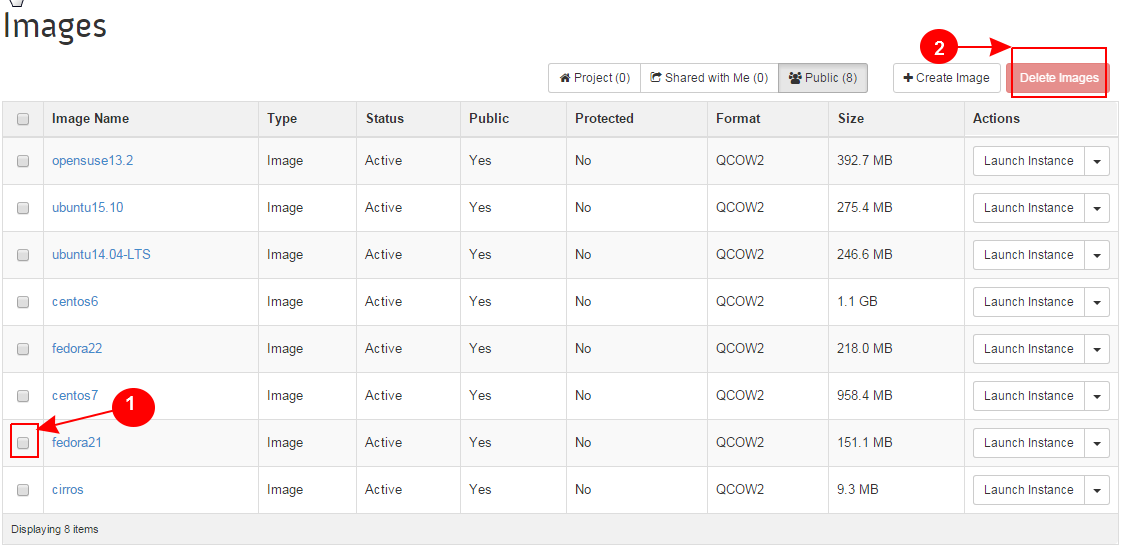 Images
2
Project (0) Shared with Me (0) Public (8) Create Image Delete Images
Image Name Type Status Public Protected Format Size Actions
opensuse13.2 Image Active Yes No QCOW2 392.7 MB Launch Instance
ubuntu15.10 Image Active Yes No QCOW2 275.4 MB Launch Instance
ubuntu14.04-LTS Image Active Yes No QCOW2 246.6 MB Launch Instance
centos6 Image Active Yes No QCOW2 1.1 GB Launch Instance
fedora22 Image Active Yes No QCOW2 218.0 MB Launch Instance
centos7 Image Active Yes No QCOW2 958.4 MB Launch Instance
1
fedora21 Image Active Yes No QCOW2 151.1 MB Launch Instance
cirros Image Active Yes No QCOW2 9.3 MB Launch Instance
Displaying 8 items